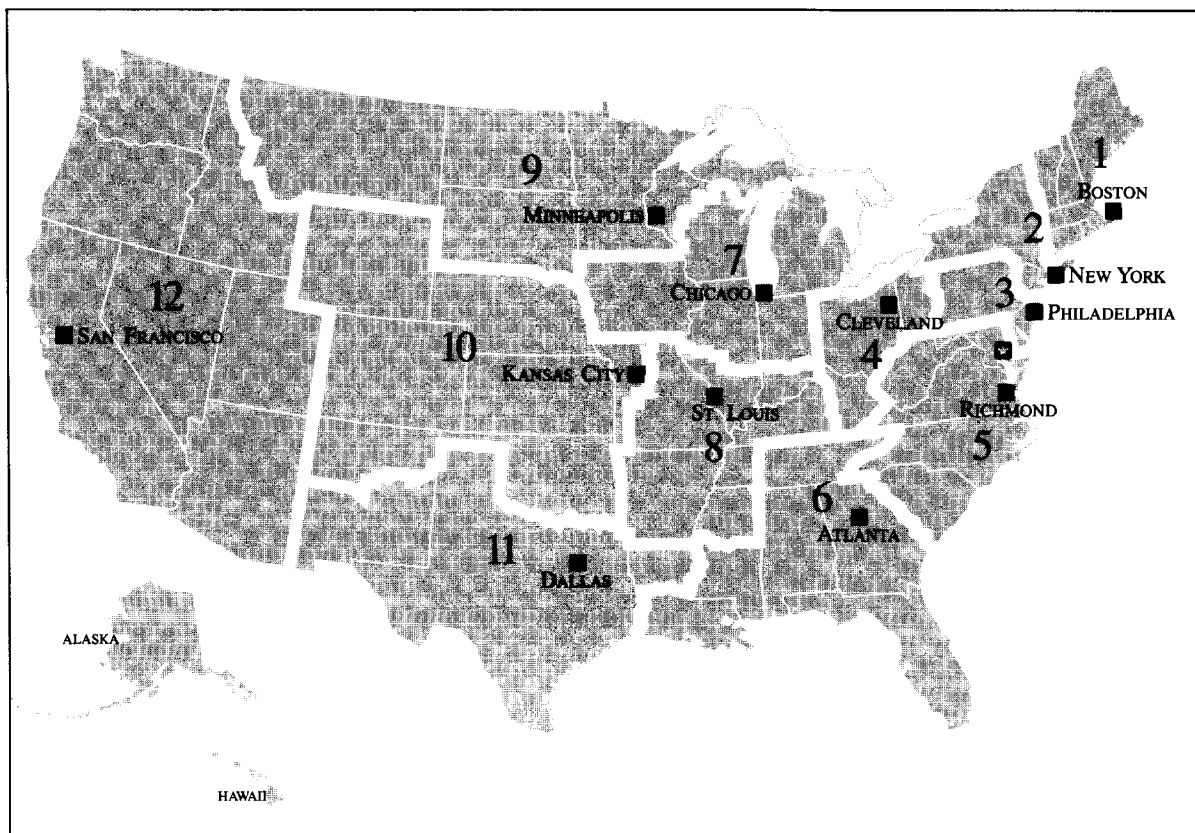 1
BOSTON
9
MINNEAPOLIS
2
7
NEW YORK
12
CHICAGO
3
CLEVELAND
PHILADELPHIA
SAN FRANCISCO
10
4
KANSAS CITY
ST. LOUIS
RICHMOND
8
5
6
ATLANTA
11
DALLAS
ALASKA
HAWAII